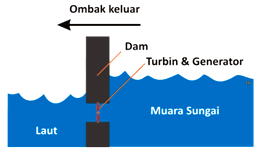 Ombak keluar
Dam
Turbin & Generator
Muara Sungai
Laut